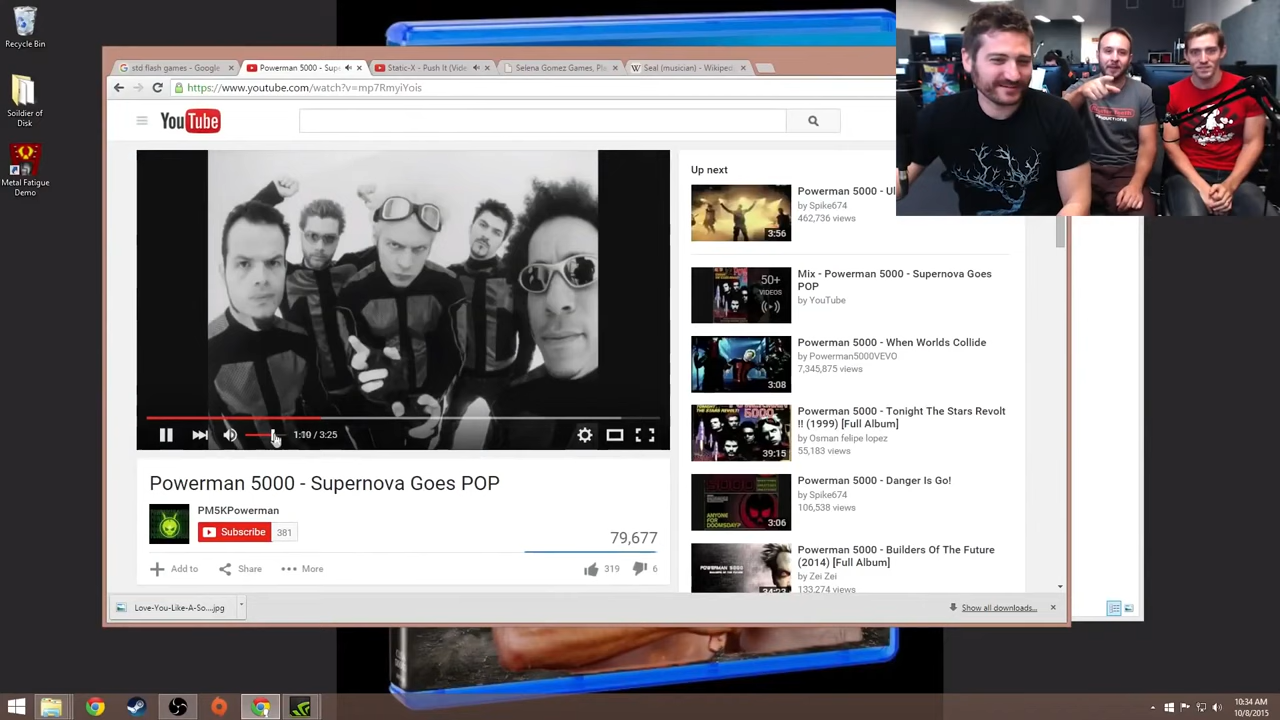 Recycle Bin
Soildier of
Disk
Metal Fatigue
Demo
std flash games - Google
Powerman 5000 - Sup
Static-X - Push It (Vide
Selena Gomez Games, Ple
Seal (musician) - Wikiped
https://www.youtube.com/watch?v=mp7RmyiYois
YouTube
1:10 / 3:25
Powerman 5000 - Supernova Goes POP
PM5KPowerman
Subscribe 381
79,677
Add to
Share
More
319
6
Up next
Powerman 5000 - Ul
by Spike674
462,736 views
3:56
50+
VIDEOS
Mix - Powerman 5000 - Supernova Goes
POP
by YouTube
Powerman 5000 - When Worlds Collide
by Powerman5000VEVO
7,345,875 views
3:08
Powerman 5000 - Tonight The Stars Revolt
!! (1999) [Full Album]
by Osman felipe lopez
55,183 views
39:15
Powerman 5000 - Danger Is Go!
by Spike674
106,538 views
3:06
Powerman 5000 - Builders Of The Future
(2014) [Full Album]
by Zei Zei
133,274 views
Love-You-Like-A-So....jpg
Show all downloads...
10:34 AM
10/8/2015